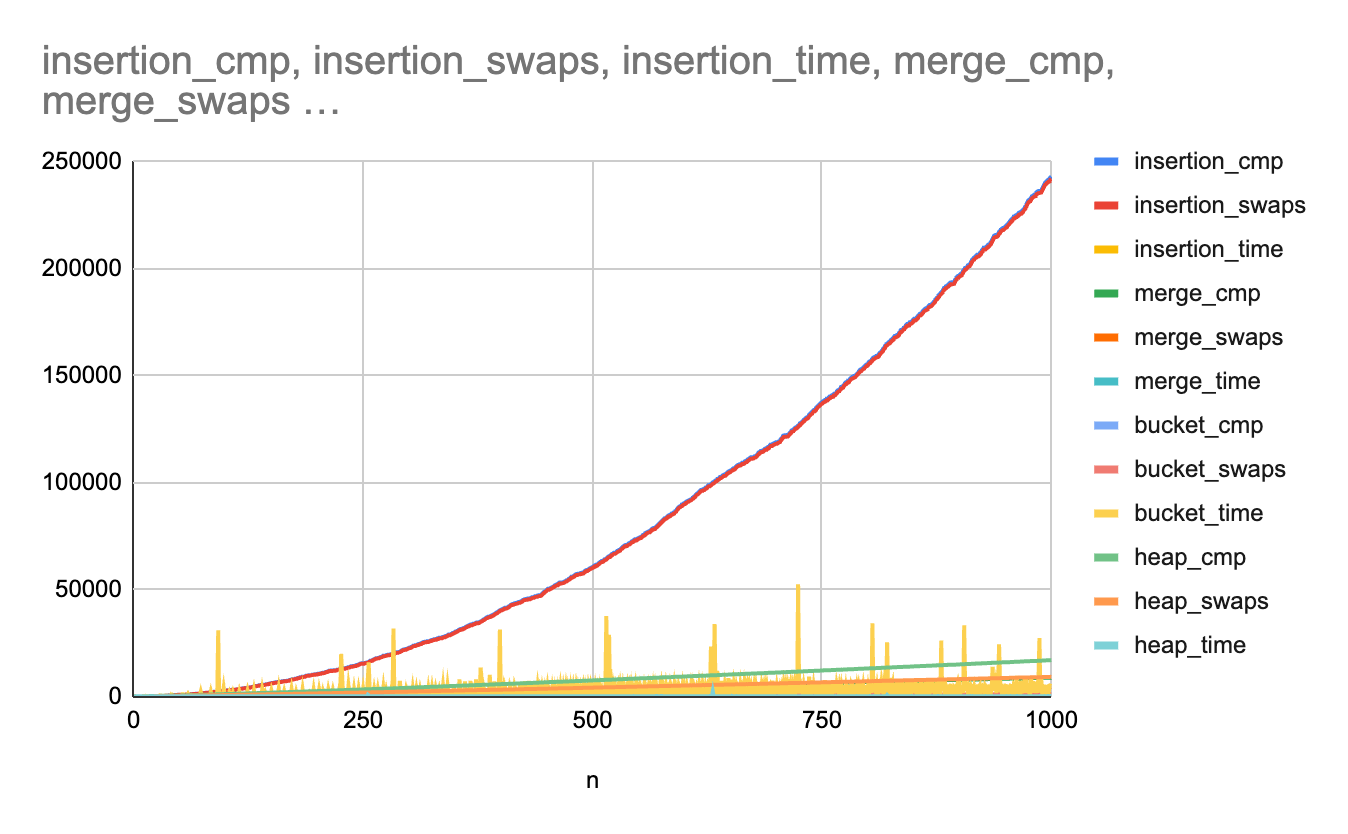 insertion_cmp, insertion_swaps, insertion_time, merge_cmp,
merge_swaps …
250000
200000
150000
100000
50000
0
0
250
500
750
1000
n
insertion_cmp
insertion_swaps
insertion_time
merge_cmp
merge_swaps
merge_time
bucket_cmp
bucket_swaps
bucket_time
heap_cmp
heap_swaps
heap_time